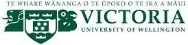 TE WHARE WĀNANGA O TE ŪPOKO O TE IKA A MĀUI
VICTORIA
UNIVERSITY OF WELLINGTON